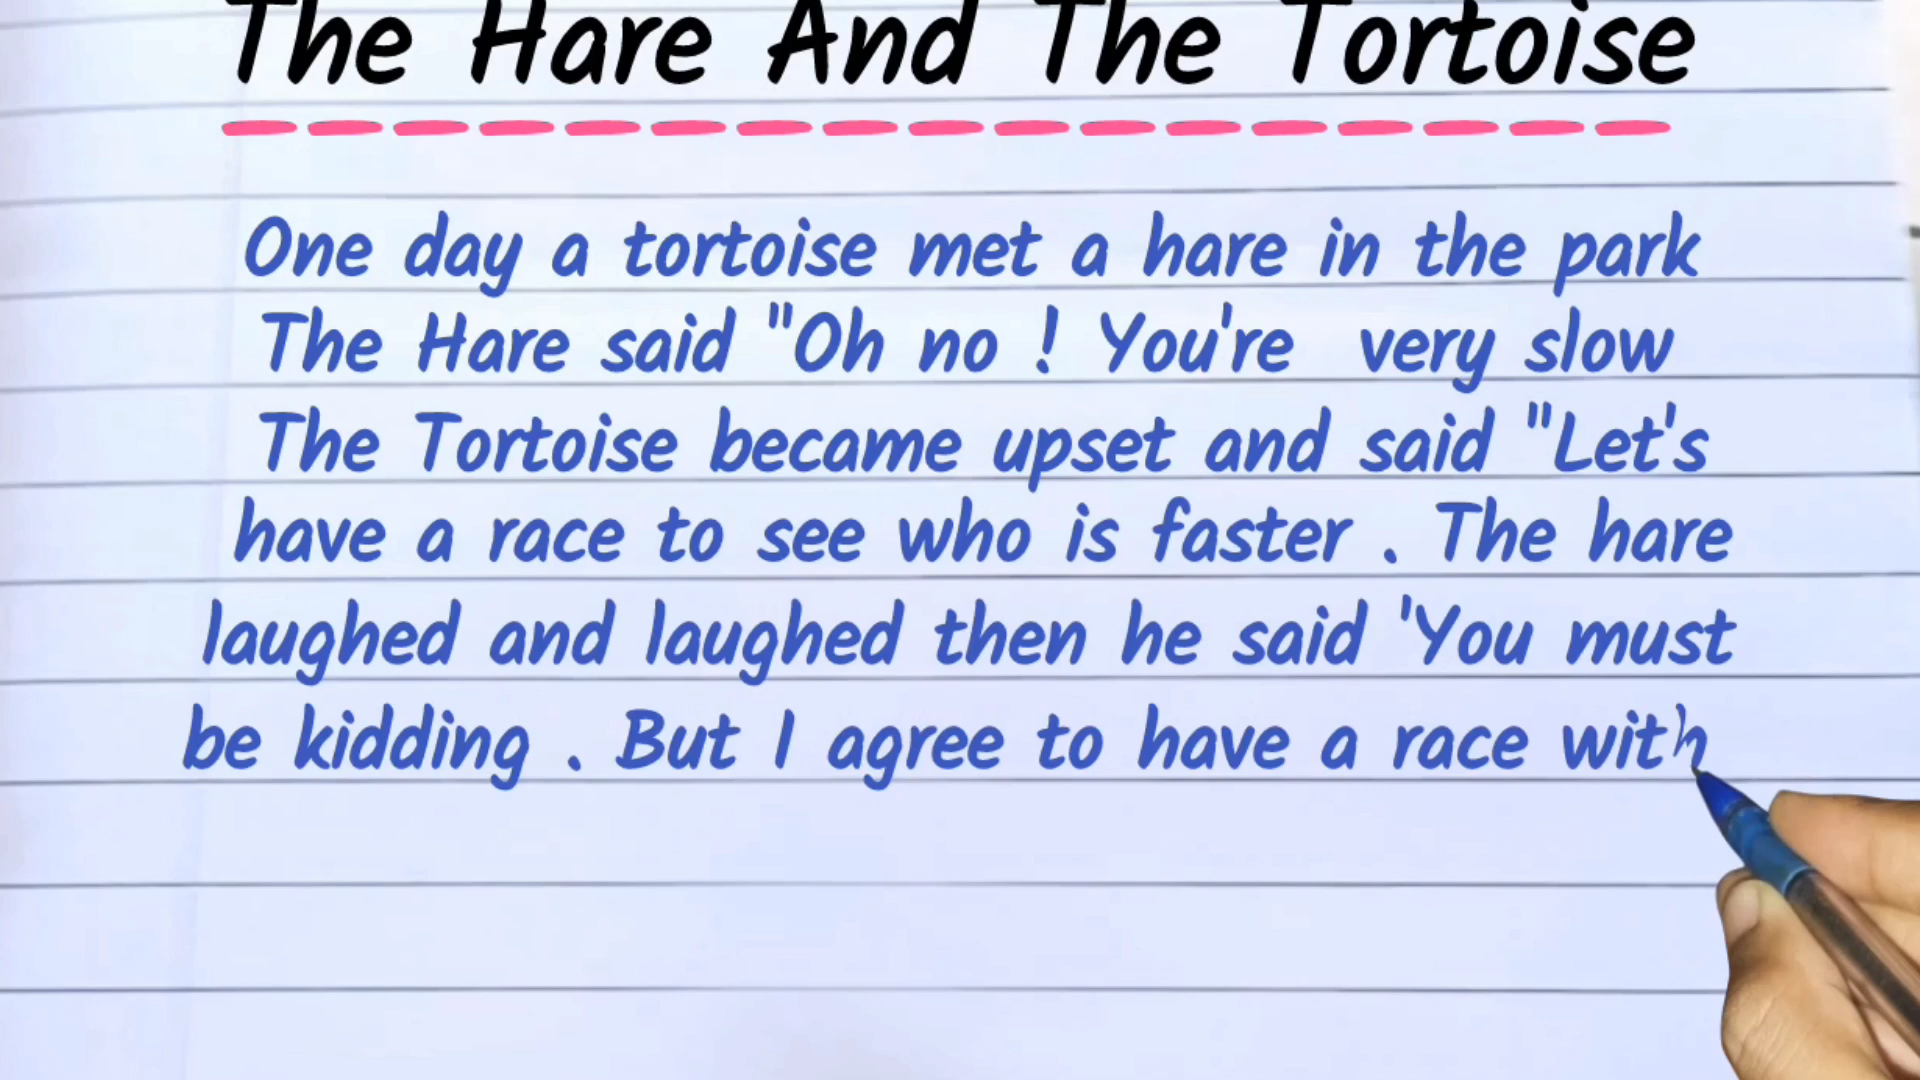 The Hare And The Tortoise
One day a tortoise met a hare in the park
The Hare said "Oh no ! You're very slow
The Tortoise became upset and said "Let's
have a race to see who is faster . The hare
laughed and laughed then he said 'You must
be kidding . But I agree to have a race with